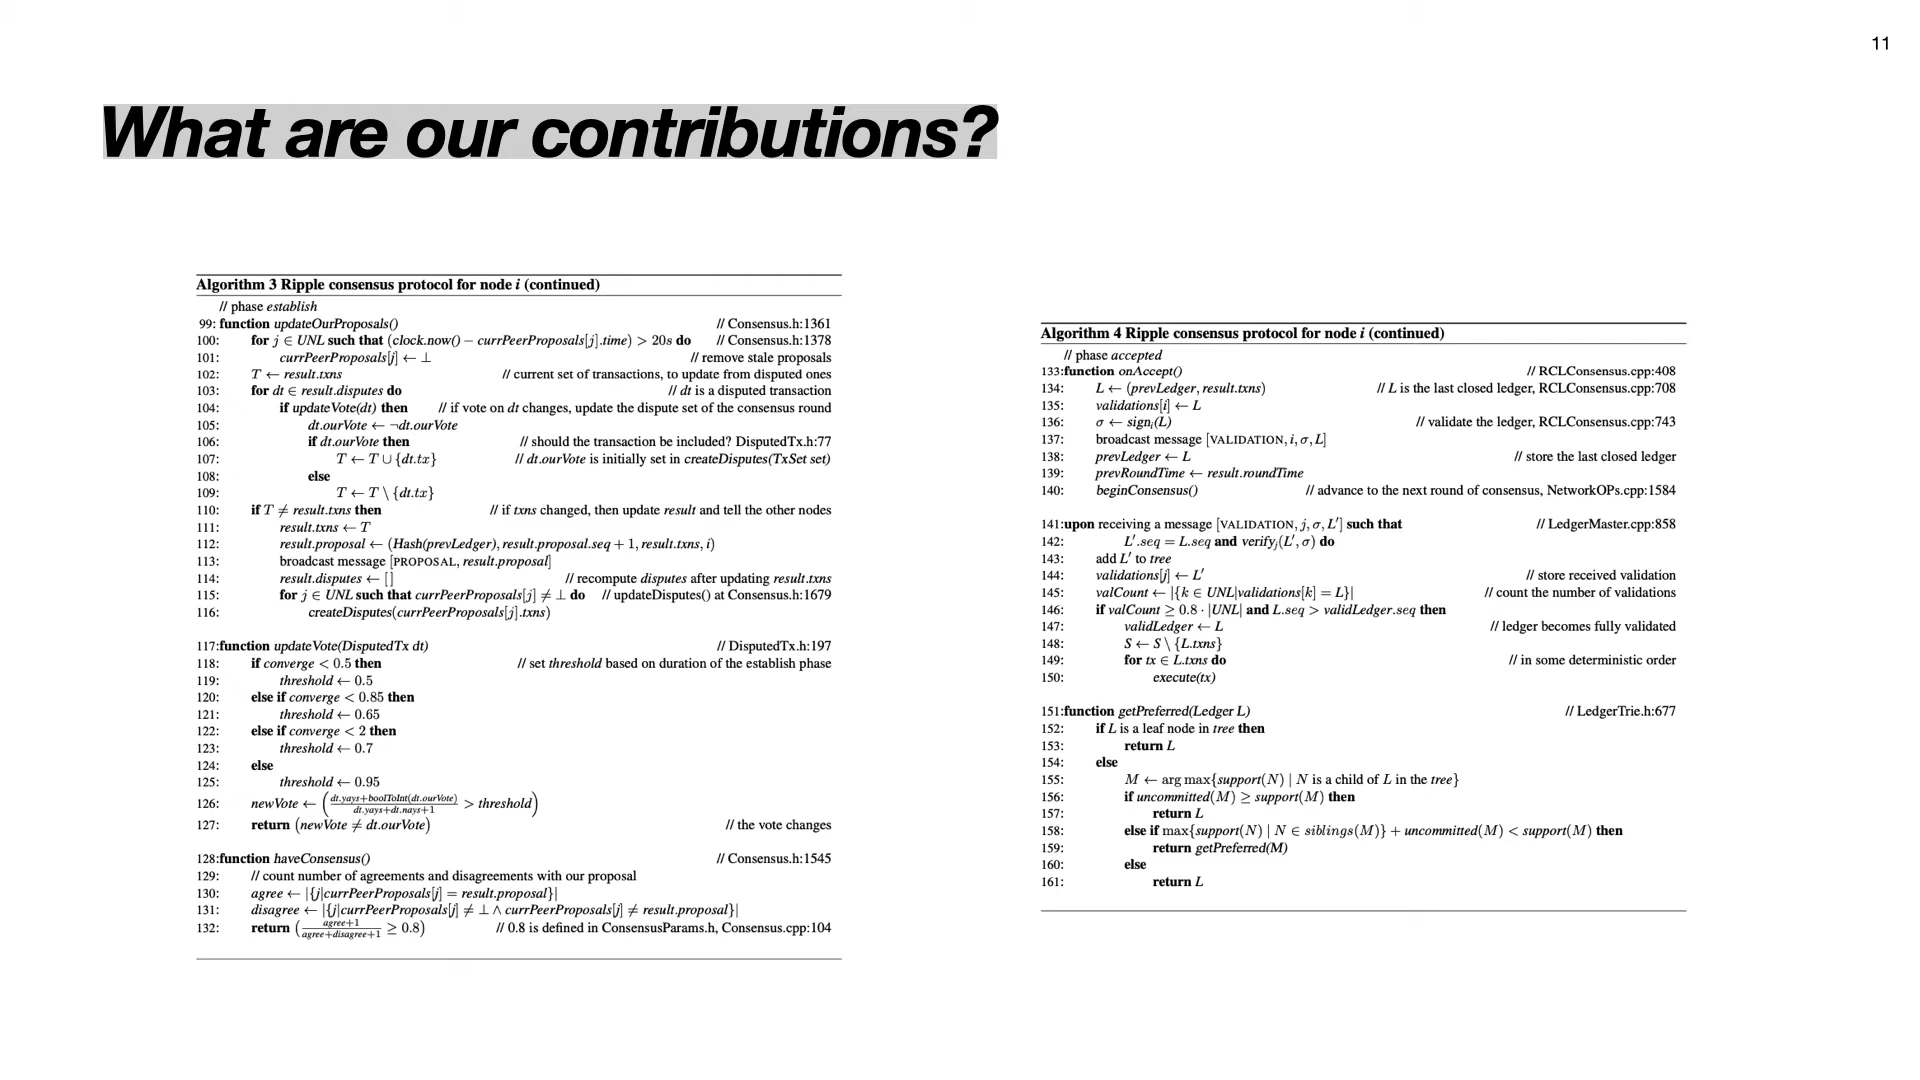 11
What are our contributions?
Algorithm 3 Ripple consensus protocol for node i (continued)
// phase establish
99: function updateOurProposals() // Consensus.h:1361
100: for j ∈ UNL such that (clock.now() − currPeerProposals[j].time) > 20s do // Consensus.h:1378
101: currPeerProposals[j] ← ⊥ // remove stale proposals
102: T ← result.txns // current set of transactions, to update from disputed ones
103: for dt ∈ result.disputes do // dt is a disputed transaction
104: if updateVote(dt) then // if vote on dt changes, update the dispute set of the consensus round
105: dt.ourVote ← ¬dt.ourVote
106: if dt.ourVote then // should the transaction be included? DisputedTx.h:77
107: T ← T ∪ {dt.tx} // dt.ourVote is initially set in createDisputes(TxSet set)
108: else
109: T ← T \ {dt.tx}
110: if T ≠ result.txns then // if txns changed, then update result and tell the other nodes
111: result.txns ← T
112: result.proposal ← (Hash(prevLedger), result.proposal.seq + 1, result.txns, i)
113: broadcast message [PROPOSAL, result.proposal]
114: result.disputes ← [ ] // recompute disputes after updating result.txns
115: for j ∈ UNL such that currPeerProposals[j] ≠ ⊥ do // updateDisputes() at Consensus.h:1679
116: createDisputes(currPeerProposals[j].txns)
117:function updateVote(DisputedTx dt) // DisputedTx.h:197
118: if converge < 0.5 then // set threshold based on duration of the establish phase
119: threshold ← 0.5
120: else if converge < 0.85 then
121: threshold ← 0.65
122: else if converge < 2 then
123: threshold ← 0.7
124: else
125: threshold ← 0.95
126: newVote ← (dt.yays+boolToInt(dt.ourVote) / dt.yays+dt.nays+1 > threshold)
127: return (newVote ≠ dt.ourVote) // the vote changes
128:function haveConsensus() // Consensus.h:1545
129: // count number of agreements and disagreements with our proposal
130: agree ← |{j|currPeerProposals[j] = result.proposal}|
131: disagree ← |{j|currPeerProposals[j] ≠ ⊥ ∧ currPeerProposals[j] ≠ result.proposal}|
132: return (agree+1 / agree+disagree+1 ≥ 0.8) // 0.8 is defined in ConsensusParams.h, Consensus.cpp:104
Algorithm 4 Ripple consensus protocol for node i (continued)
// phase accepted
133:function onAccept() // RCLConsensus.cpp:408
134: L ← (prevLedger, result.txns) // L is the last closed ledger, RCLConsensus.cpp:708
135: validations[i] ← L
136: σ ← signᵢ(L) // validate the ledger, RCLConsensus.cpp:743
137: broadcast message [VALIDATION, i, σ, L]
138: prevLedger ← L // store the last closed ledger
139: prevRoundTime ← result.roundTime
140: beginConsensus() // advance to the next round of consensus, NetworkOPs.cpp:1584
141:upon receiving a message [VALIDATION, j, σ, L′] such that // LedgerMaster.cpp:858
142: L′.seq = L.seq and verifyⱼ(L′, σ) do
143: add L′ to tree
144: validations[j] ← L′ // store received validation
145: valCount ← |{k ∈ UNL|validations[k] = L}| // count the number of validations
146: if valCount ≥ 0.8 · |UNL| and L.seq > validLedger.seq then
147: validLedger ← L // ledger becomes fully validated
148: S ← S \ {L.txns}
149: for tx ∈ L.txns do // in some deterministic order
150: execute(tx)
151:function getPreferred(Ledger L) // LedgerTrie.h:677
152: if L is a leaf node in tree then
153: return L
154: else
155: M ← arg max{support(N) | N is a child of L in the tree}
156: if uncommitted(M) ≥ support(M) then
157: return L
158: else if max{support(N) | N ∈ siblings(M)} + uncommitted(M) < support(M) then
159: return getPreferred(M)
160: else
161: return L